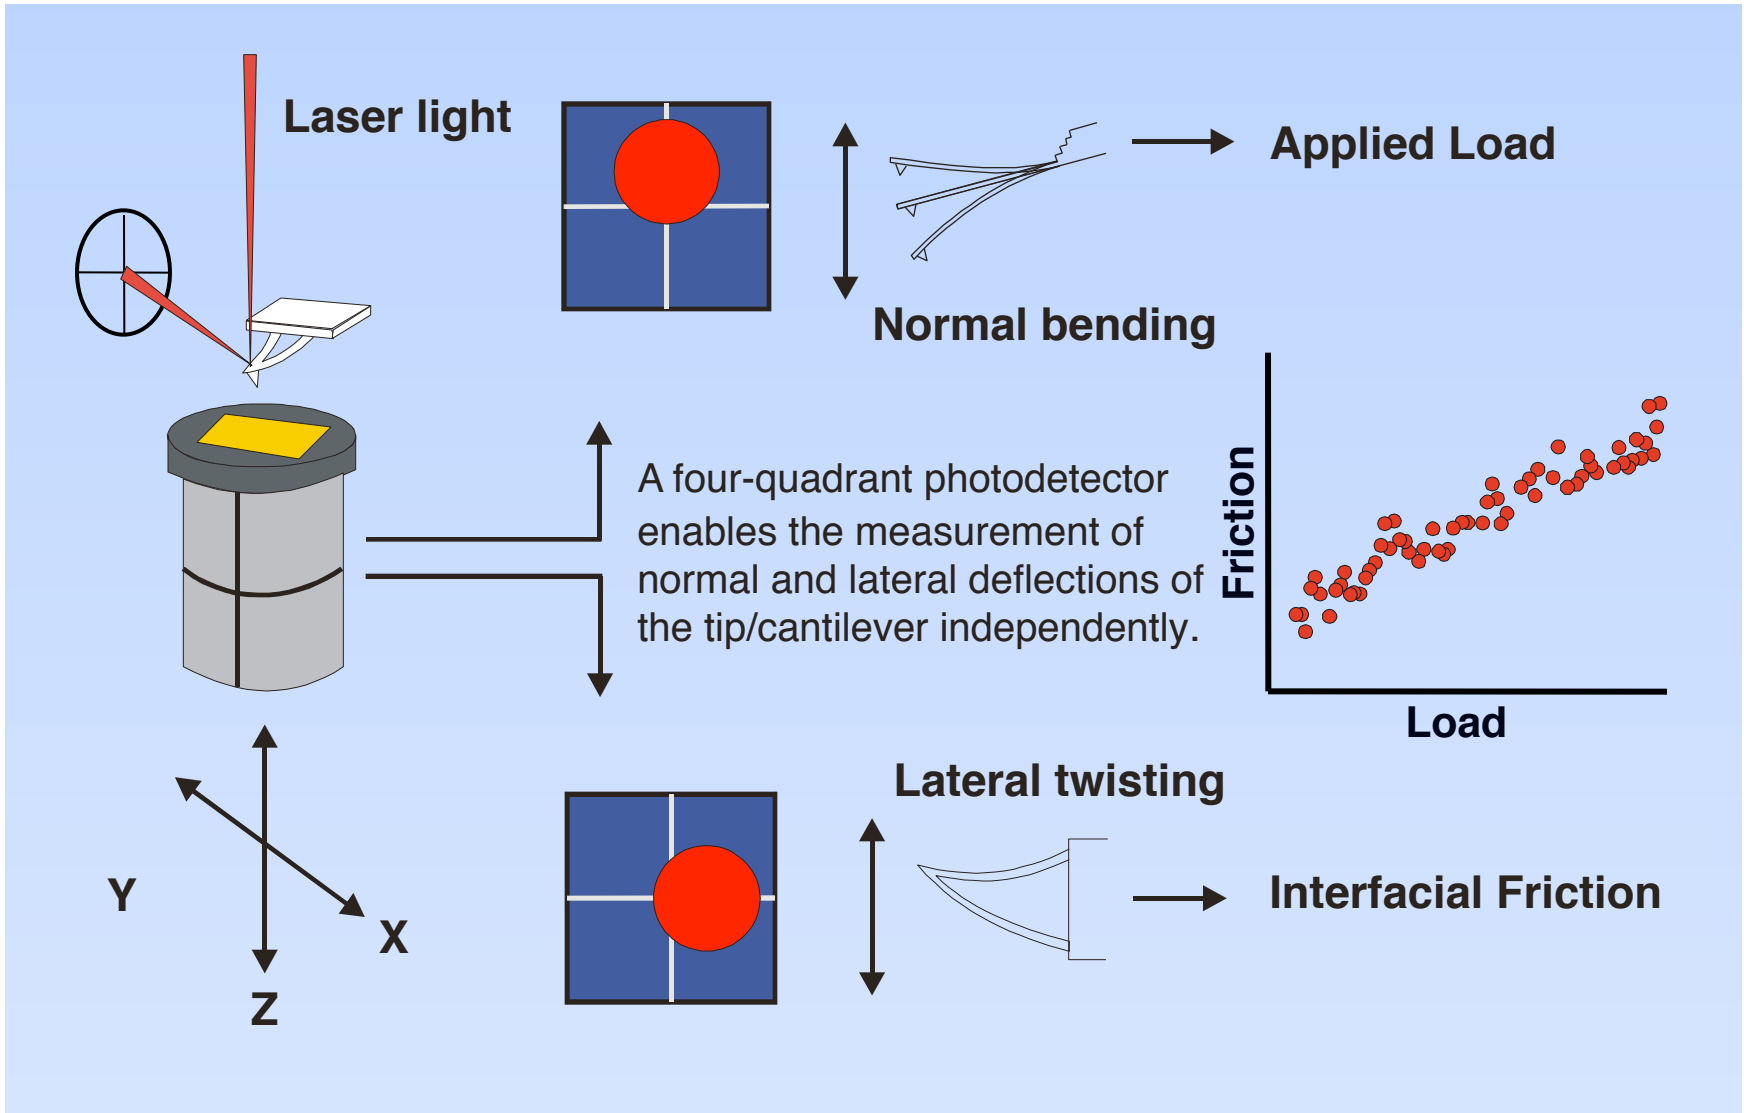 Laser light
Applied Load
Normal bending
A four-quadrant photodetector
enables the measurement of
normal and lateral deflections of
the tip/cantilever independently.
Friction
Load
Lateral twisting
Interfacial Friction
Y
X
Z